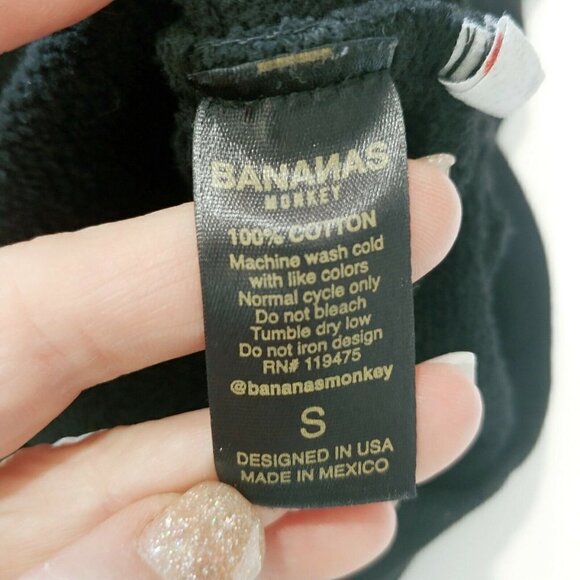 BANANAS
MONKEY
100% COTTON
Machine wash cold
with like colors
Normal cycle only
Do not bleach
Tumble dry low
Do not iron design
RN# 119475
@bananasmonkey
S
DESIGNED IN USA
MADE IN MEXICO